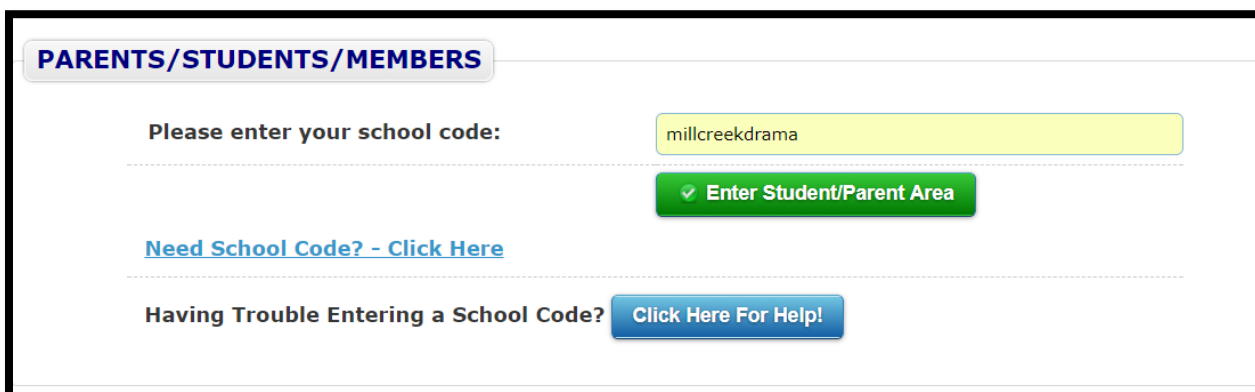 PARENTS/STUDENTS/MEMBERS
Please enter your school code:
millcreekdrama
Enter Student/Parent Area
Need School Code? - Click Here
Having Trouble Entering a School Code?
Click Here For Help!